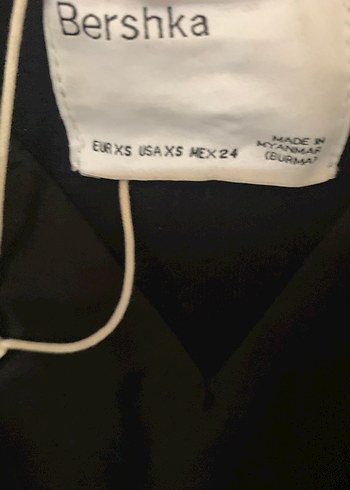 Bershka
EUR XS USA XS MEX 24
MADE IN
MYANMAR
(BURMA)